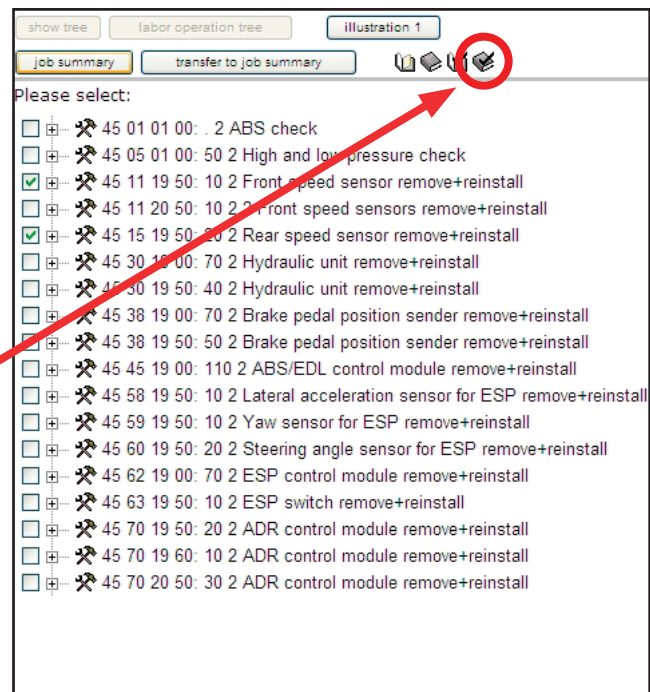 show tree labor operation tree illustration 1
job summary transfer to job summary
Please select:
45 01 01 00: . 2 ABS check
45 05 01 00: 50 2 High and low pressure check
45 11 19 50: 10 2 Front speed sensor remove+reinstall
45 11 20 50: 10 2 2 Front speed sensors remove+reinstall
45 15 19 50: 20 2 Rear speed sensor remove+reinstall
45 30 19 00: 70 2 Hydraulic unit remove+reinstall
45 30 19 50: 40 2 Hydraulic unit remove+reinstall
45 38 19 00: 70 2 Brake pedal position sender remove+reinstall
45 38 19 50: 50 2 Brake pedal position sender remove+reinstall
45 45 19 00: 110 2 ABS/EDL control module remove+reinstall
45 58 19 50: 10 2 Lateral acceleration sensor for ESP remove+reinstall
45 59 19 50: 10 2 Yaw sensor for ESP remove+reinstall
45 60 19 50: 20 2 Steering angle sensor for ESP remove+reinstall
45 62 19 00: 70 2 ESP control module remove+reinstall
45 63 19 50: 10 2 ESP switch remove+reinstall
45 70 19 50: 20 2 ADR control module remove+reinstall
45 70 19 60: 10 2 ADR control module remove+reinstall
45 70 20 50: 30 2 ADR control module remove+reinstall